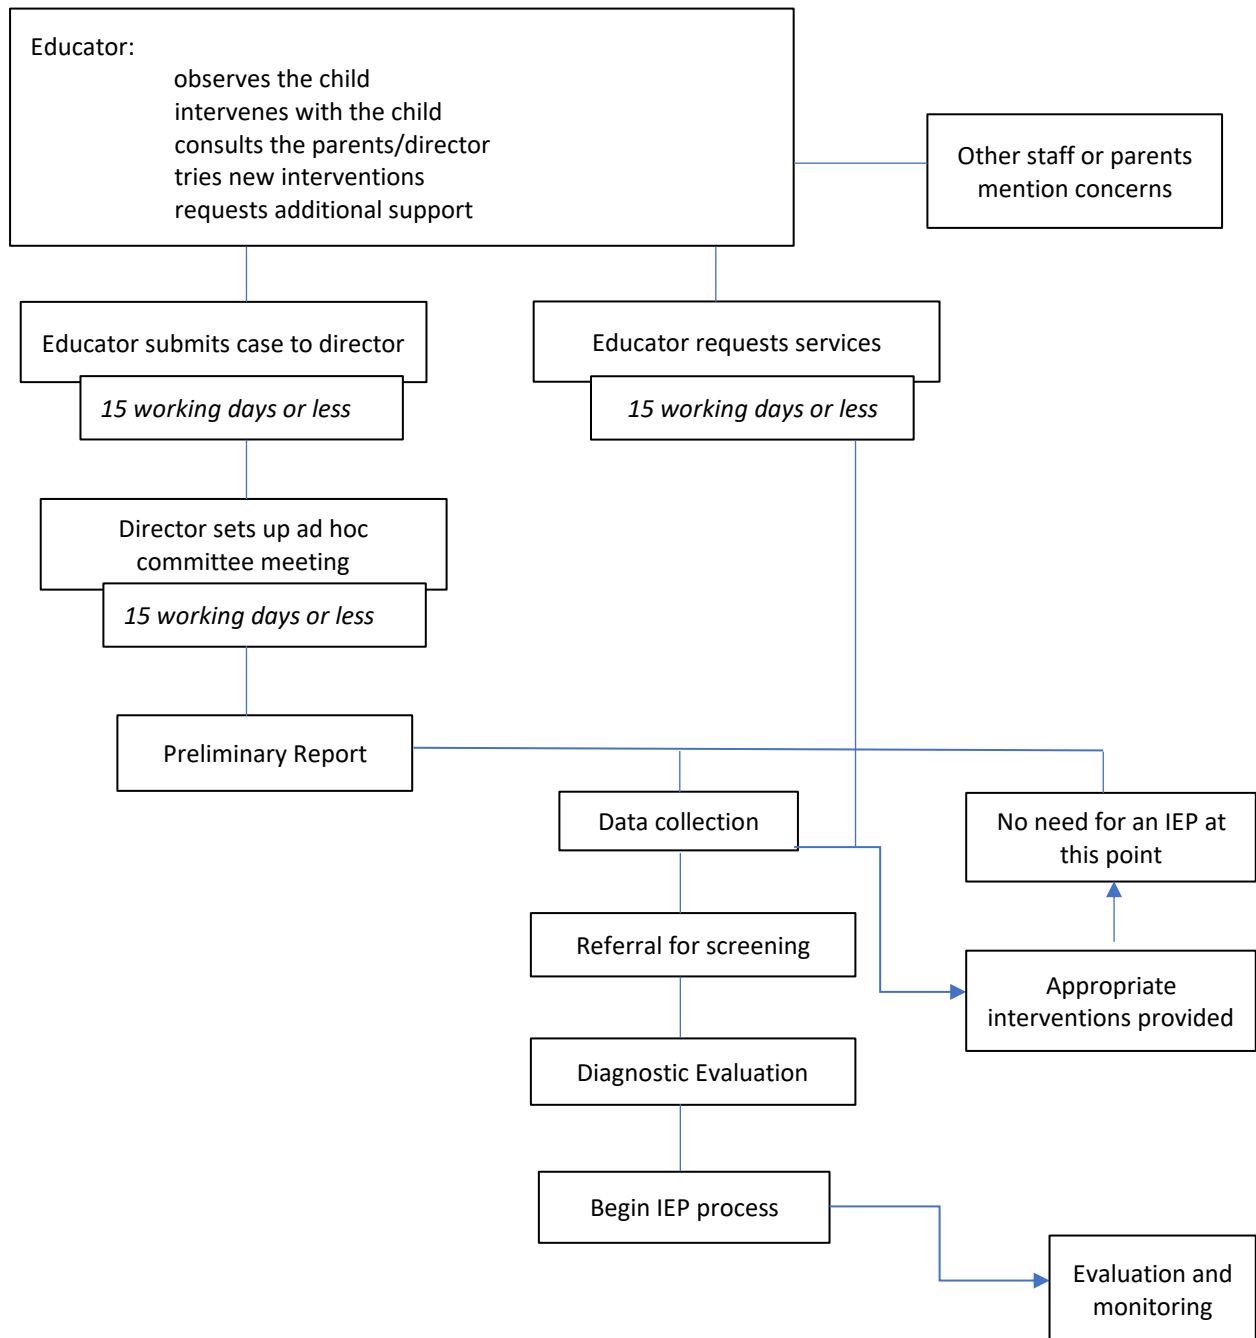 Educator:
observes the child
intervenes with the child
consults the parents/director
tries new interventions
requests additional support
Other staff or parents
mention concerns
Educator submits case to director
15 working days or less
Educator requests services
15 working days or less
Director sets up ad hoc
committee meeting
15 working days or less
Preliminary Report
Data collection
No need for an IEP at
this point
Referral for screening
Appropriate
interventions provided
Diagnostic Evaluation
Begin IEP process
Evaluation and
monitoring